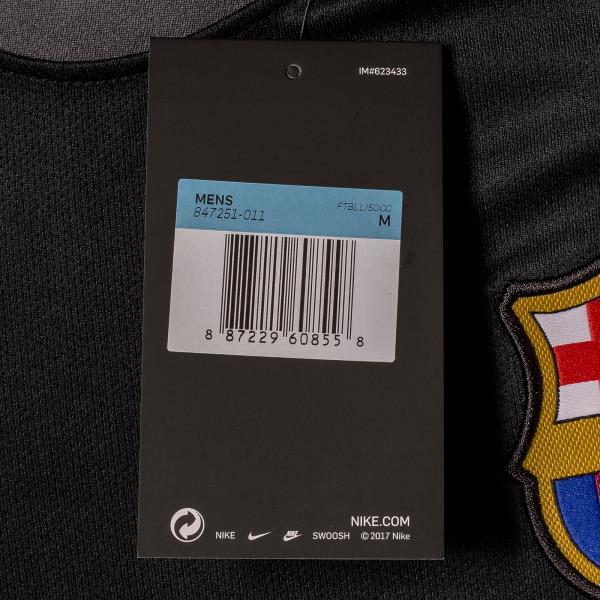 IM#623433
MENS
847251-011
FTBLL/SOCC
M
8 87229 60855 8
NIKE.COM
NIKE SWOOSH © 2017 Nike